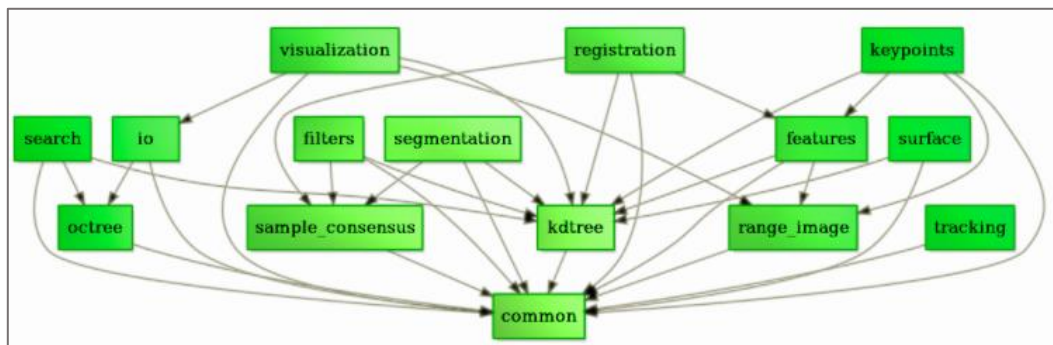 visualization registration keypoints
search io filters segmentation features surface
octree sample_consensus kdtree range_image tracking
common